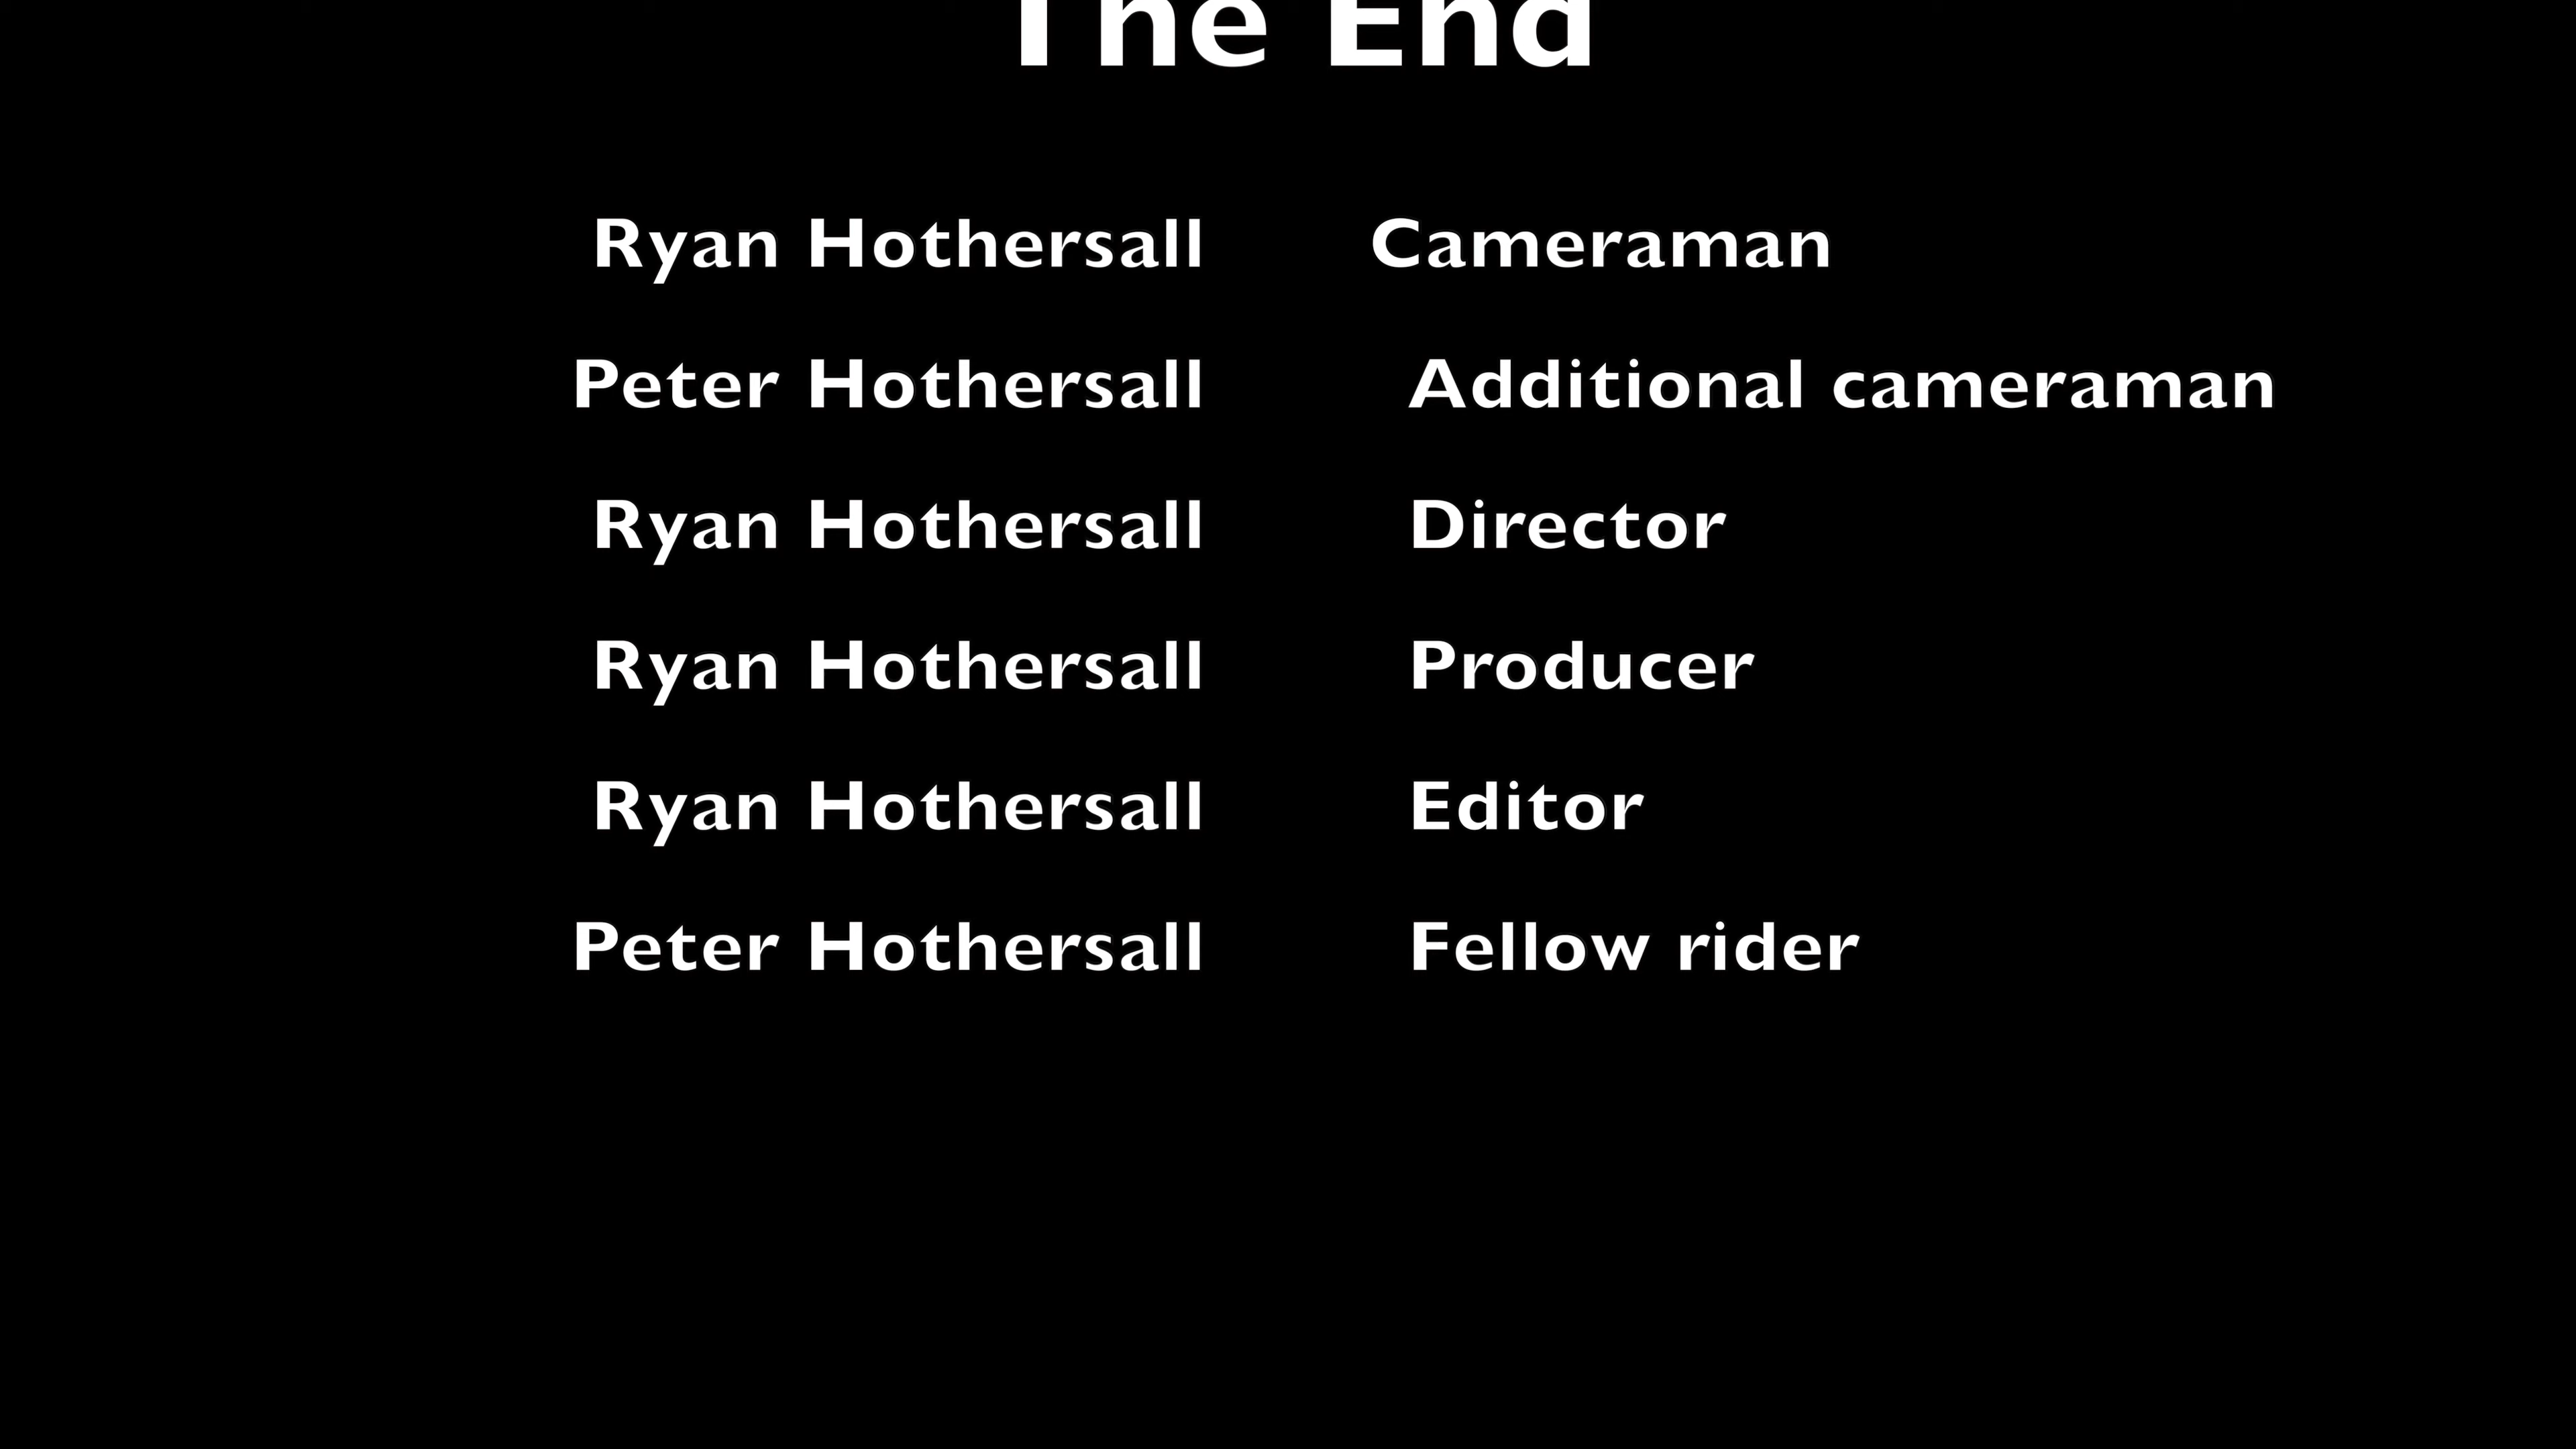 The End
Ryan Hothersall Cameraman
Peter Hothersall Additional cameraman
Ryan Hothersall Director
Ryan Hothersall Producer
Ryan Hothersall Editor
Peter Hothersall Fellow rider